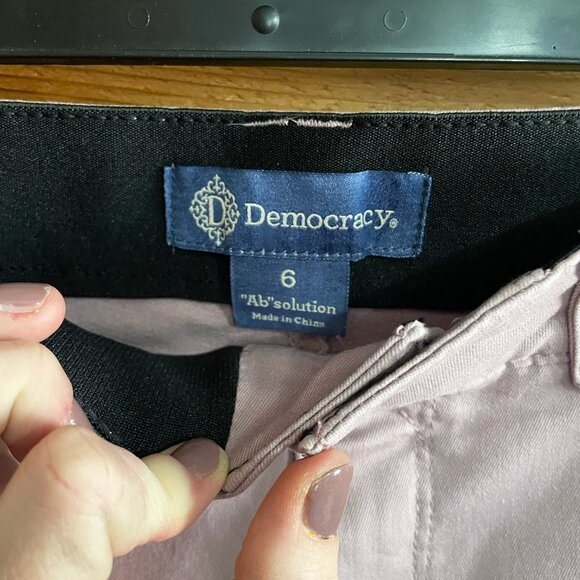 D Democracy®
6
"Ab"solution
Made in China